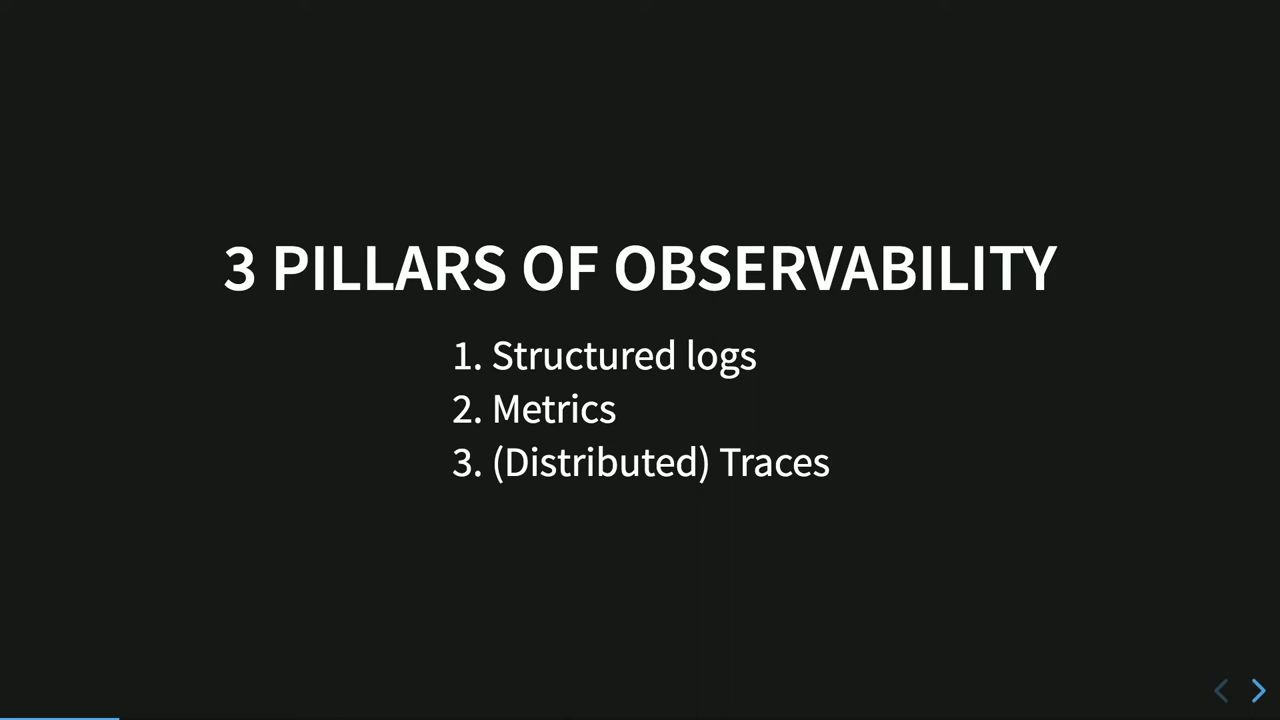 3 PILLARS OF OBSERVABILITY
1. Structured logs
2. Metrics
3. (Distributed) Traces